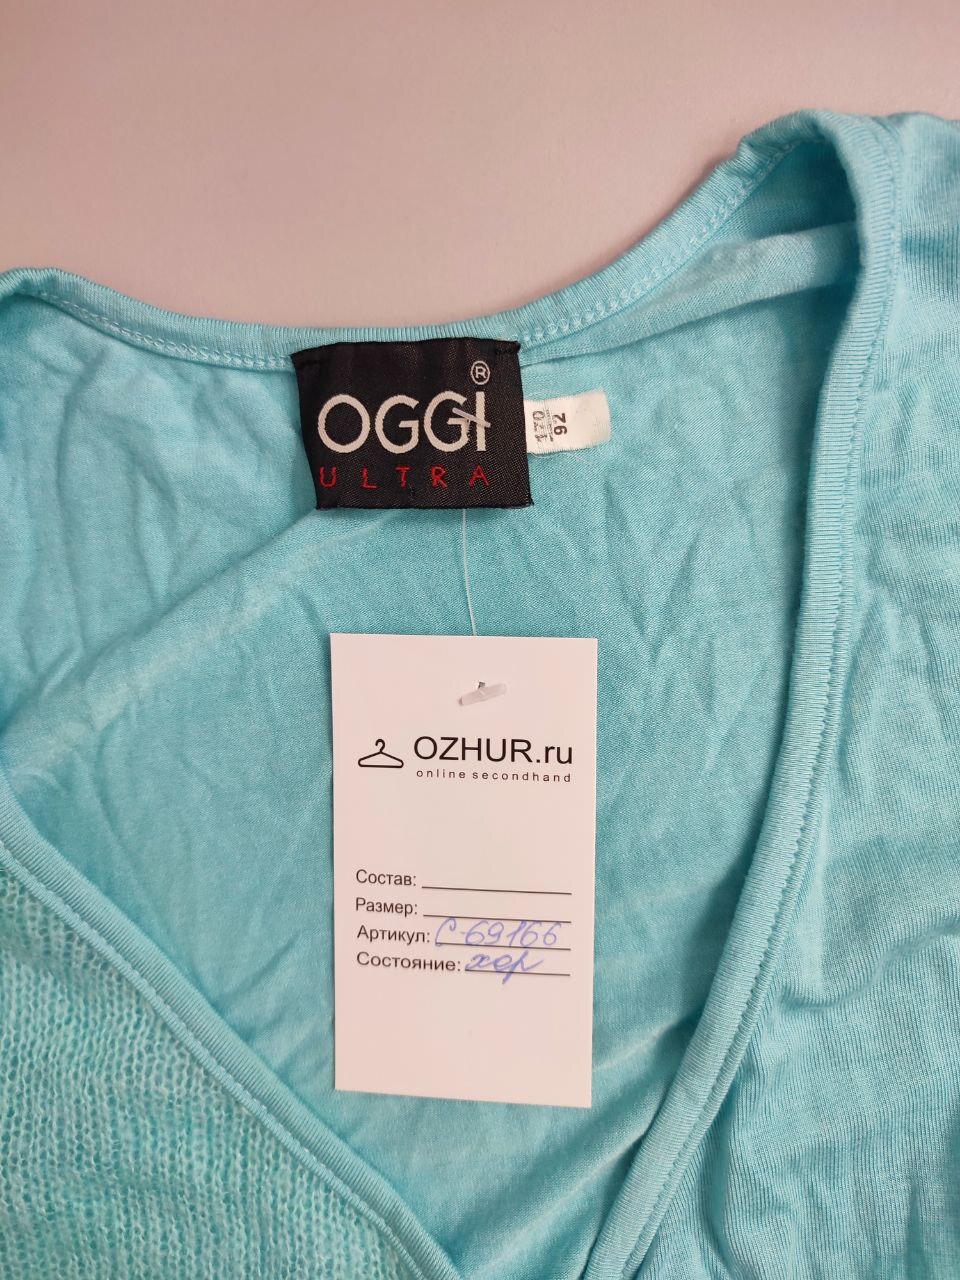 OGGI®
ULTRA
170
92
OZHUR.ru
online secondhand
Состав:
Размер:
Артикул: С-69166
Состояние: хор